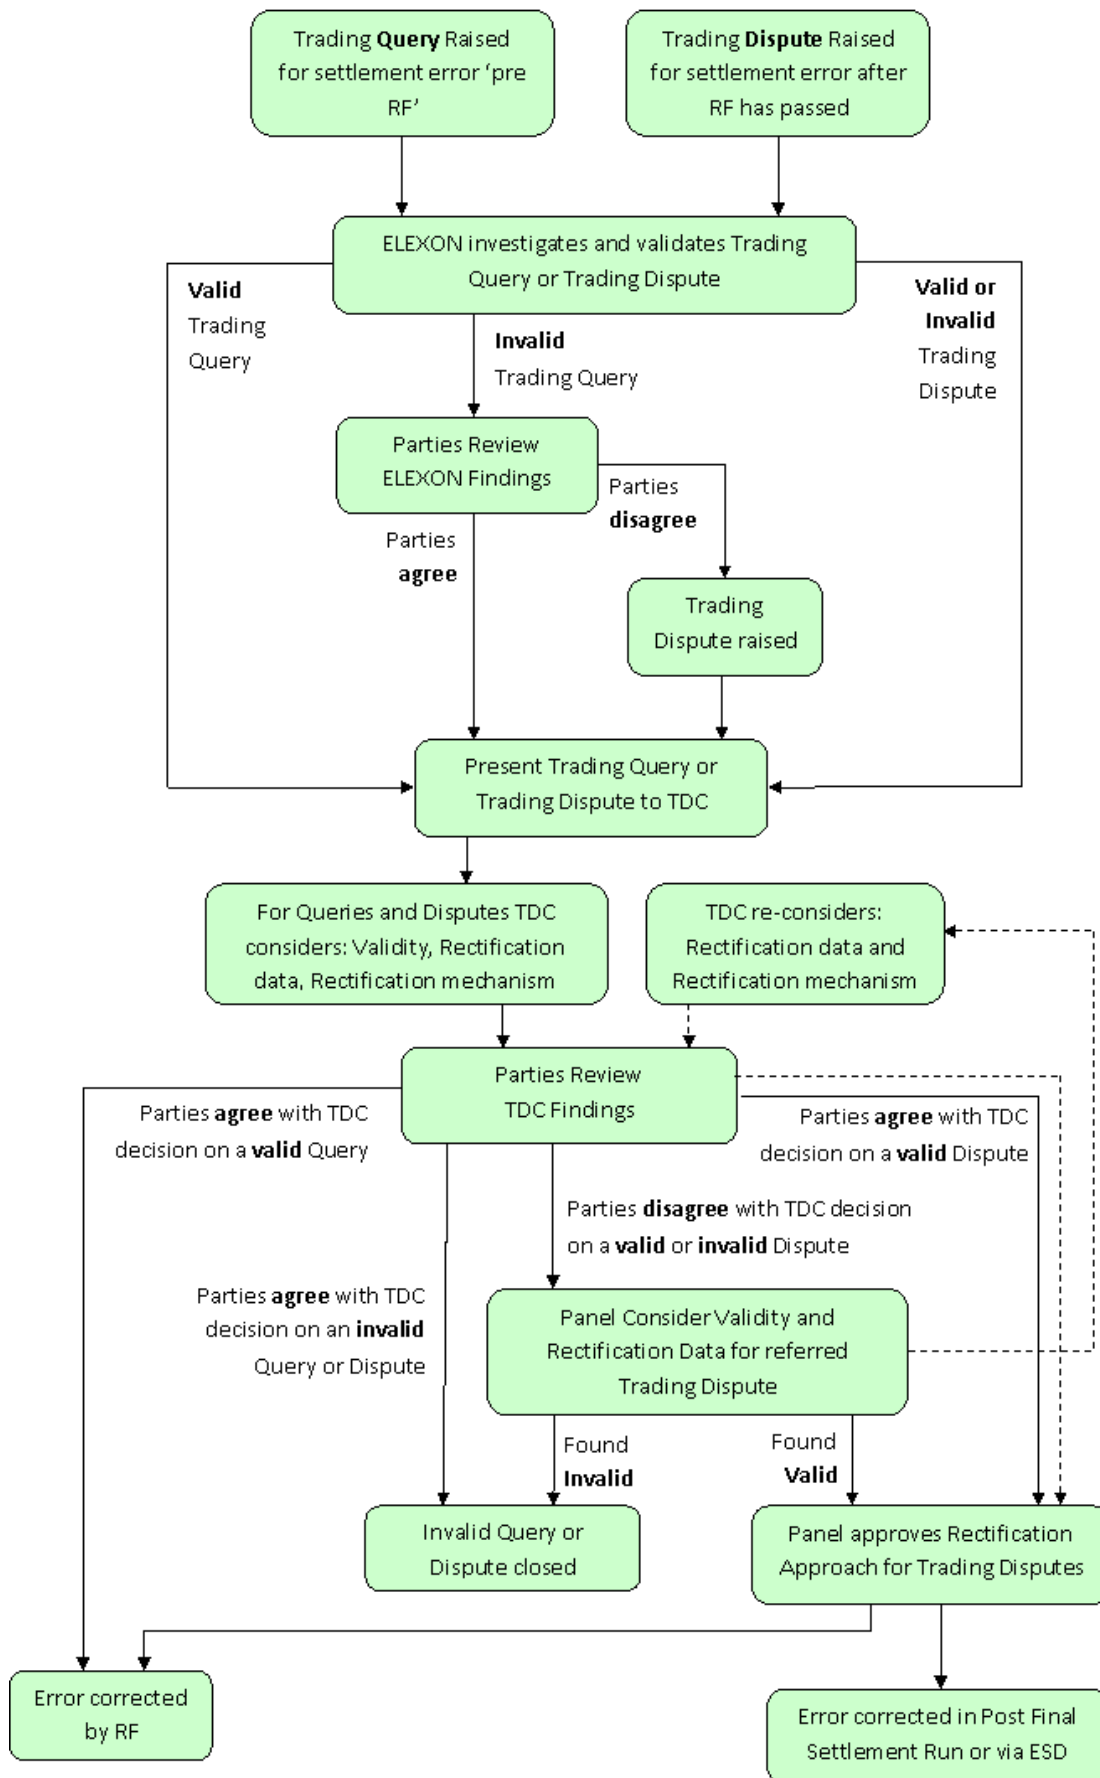 Trading Query Raised
for settlement error ‘pre
RF’
Trading Dispute Raised
for settlement error after
RF has passed
ELEXON investigates and validates Trading
Query or Trading Dispute
Valid
Trading
Query
Invalid
Trading Query
Valid or
Invalid
Trading
Dispute
Parties Review
ELEXON Findings
Parties
disagree
Parties
agree
Trading
Dispute raised
Present Trading Query or
Trading Dispute to TDC
For Queries and Disputes TDC
considers: Validity, Rectification
data, Rectification mechanism
TDC re-considers:
Rectification data and
Rectification mechanism
Parties Review
TDC Findings
Parties agree with TDC
decision on a valid Query
Parties agree with TDC
decision on a valid Dispute
Parties disagree with TDC decision
on a valid or invalid Dispute
Parties agree with TDC
decision on an invalid
Query or Dispute
Panel Consider Validity and
Rectification Data for referred
Trading Dispute
Found
Invalid
Found
Valid
Invalid Query or
Dispute closed
Panel approves Rectification
Approach for Trading Disputes
Error corrected
by RF
Error corrected in Post Final
Settlement Run or via ESD